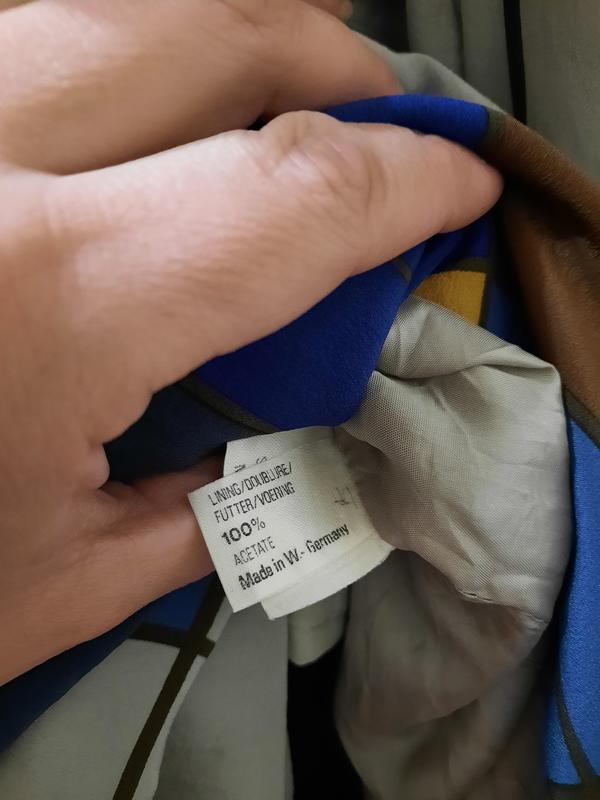 LINING/DOUBLURE/
FUTTER/VOERING
100%
ACETATE
Made in W.- Germany